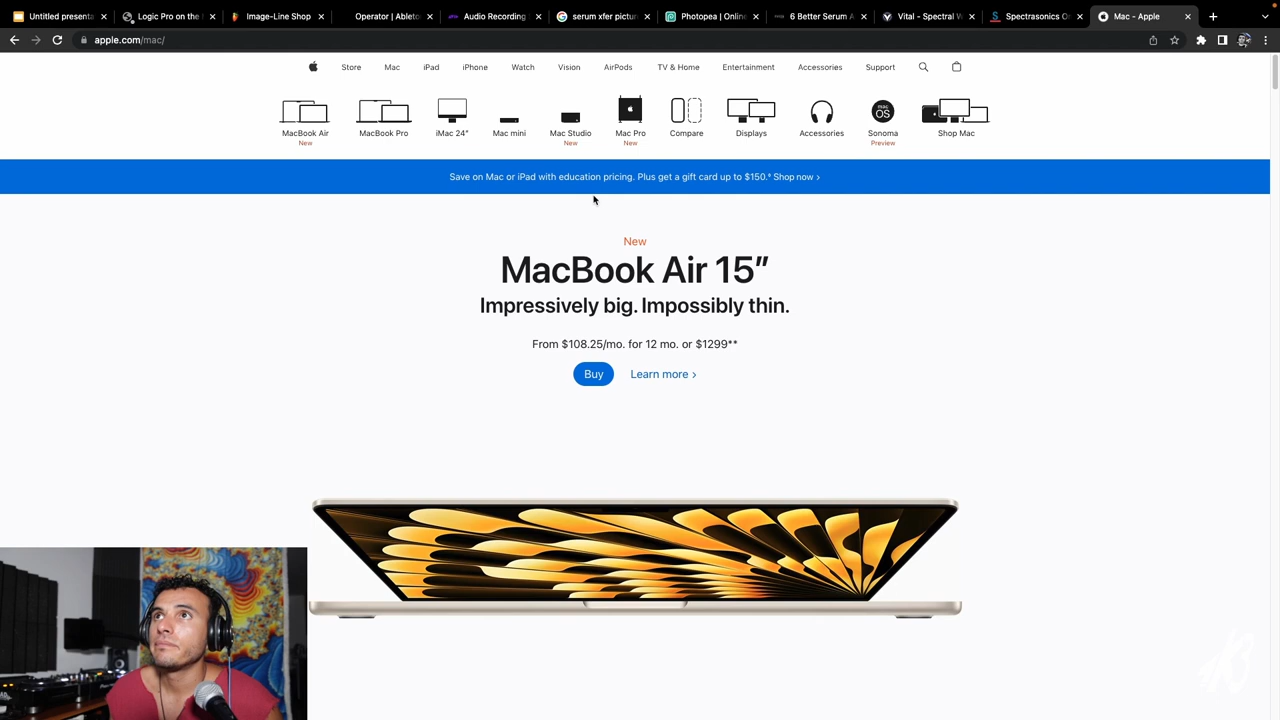 Untitled presenta
Logic Pro on the
Image-Line Shop
Operator | Ableto
Audio Recording
serum xfer pictur
Photopea | Online
6 Better Serum A
Vital - Spectral W
Spectrasonics O
Mac - Apple
apple.com/mac/
Store
Mac
iPad
iPhone
Watch
Vision
AirPods
TV & Home
Entertainment
Accessories
Support
MacBook Air
New
MacBook Pro
iMac 24"
Mac mini
Mac Studio
New
Mac Pro
New
Compare
Displays
Accessories
macOS
Sonoma
Preview
Shop Mac
Save on Mac or iPad with education pricing. Plus get a gift card up to $150.◊ Shop now >
New
MacBook Air 15"
Impressively big. Impossibly thin.
From $108.25/mo. for 12 mo. or $1299**
Buy
Learn more >